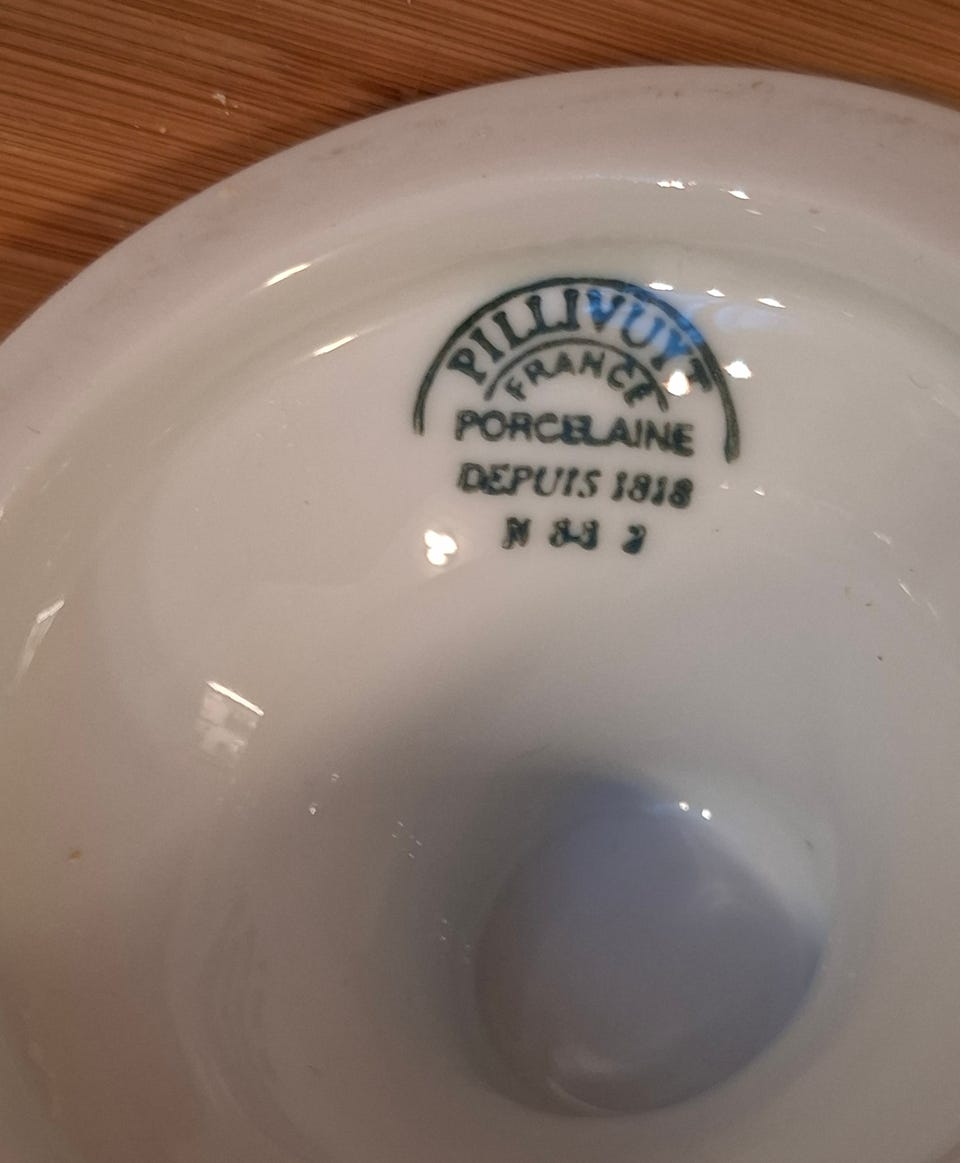 PILLIVUYT
FRANCE
PORCELAINE
DEPUIS 1818